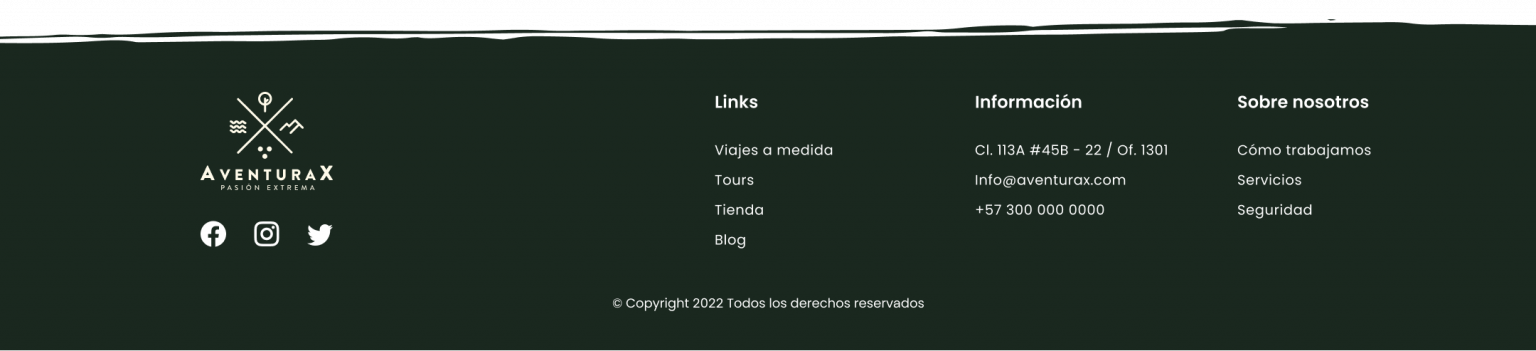 AVENTURAX
PASIÓN EXTREMA
Links
Viajes a medida
Tours
Tienda
Blog
Información
Cl. 113A #45B - 22 / Of. 1301
Info@aventurax.com
+57 300 000 0000
Sobre nosotros
Cómo trabajamos
Servicios
Seguridad
© Copyright 2022 Todos los derechos reservados